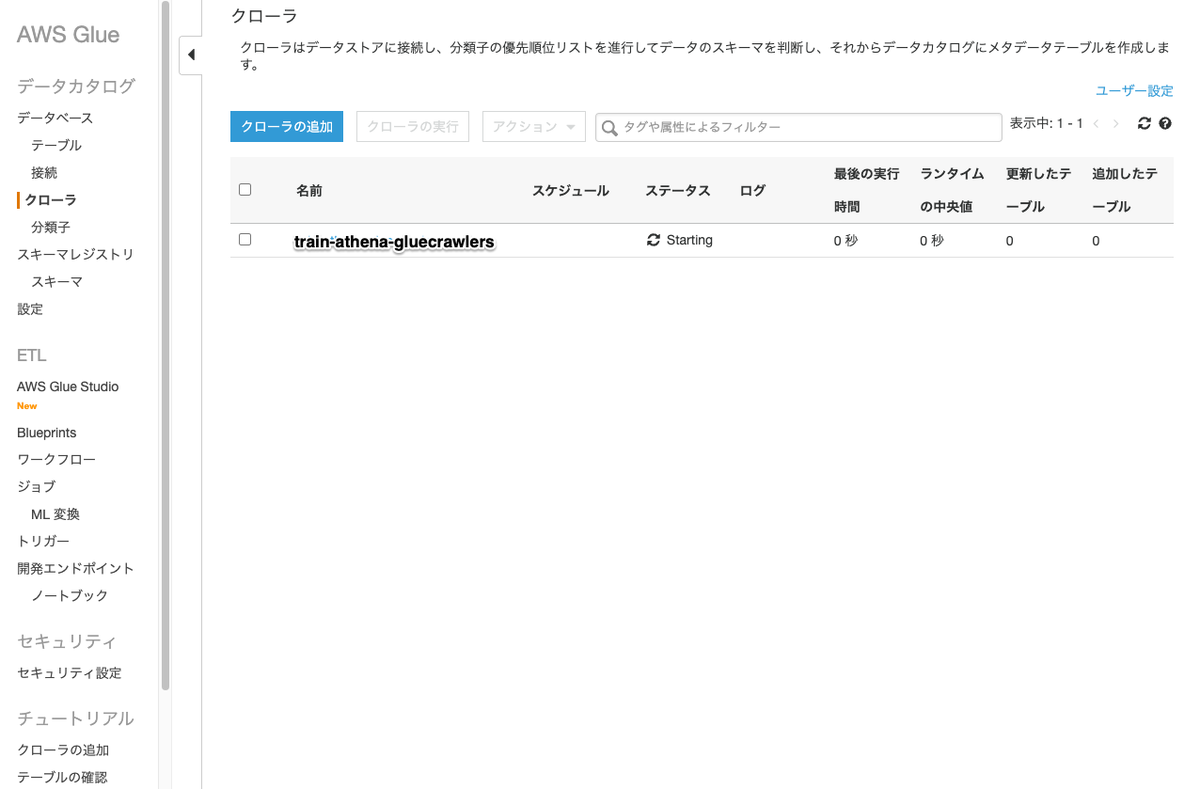 AWS Glue
データカタログ
データベース
テーブル
接続
クローラ
分類子
スキーマレジストリ
スキーマ
設定
ETL
AWS Glue Studio
New
Blueprints
ワークフロー
ジョブ
ML 変換
トリガー
開発エンドポイント
ノートブック
セキュリティ
セキュリティ設定
チュートリアル
クローラの追加
テーブルの確認
クローラ
クローラはデータストアに接続し、分類子の優先順位リストを進行してデータのスキーマを判断し、それからデータカタログにメタデータテーブルを作成しま
す。
ユーザー設定
クローラの追加 クローラの実行 アクション タグや属性によるフィルター 表示中: 1 - 1
名前 スケジュール ステータス ログ 最後の実行 ランタイム 更新したテ 追加したテ
時間 の中央値 ーブル ーブル
train-athena-gluecrawlers Starting 0 秒 0 秒 0 0